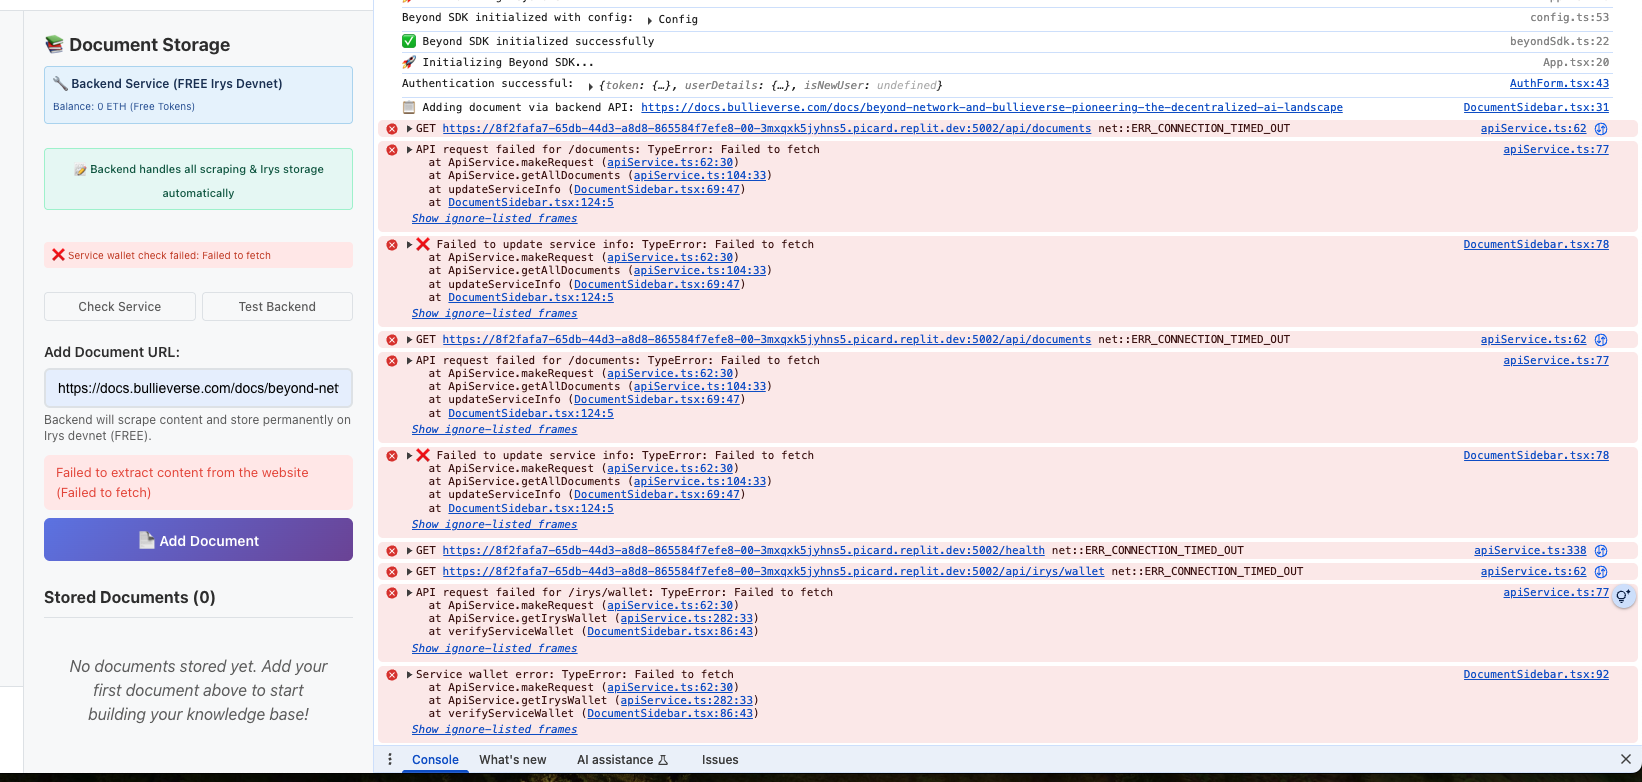 📚 Document Storage
🔧 Backend Service (FREE Irys Devnet)
Balance: 0 ETH (Free Tokens)
📝 Backend handles all scraping & Irys storage
automatically
❌ Service wallet check failed: Failed to fetch
Check Service
Test Backend
Add Document URL:
https://docs.bullieverse.com/docs/beyond-net
Backend will scrape content and store permanently on
Irys devnet (FREE).
Failed to extract content from the website
(Failed to fetch)
📄 Add Document
Stored Documents (0)
No documents stored yet. Add your
first document above to start
building your knowledge base!
Beyond SDK initialized with config: ▶ Config config.ts:53
✅ Beyond SDK initialized successfully beyondSdk.ts:22
🚀 Initializing Beyond SDK... App.tsx:20
Authentication successful: ▶ {token: {…}, userDetails: {…}, isNewUser: undefined} AuthForm.tsx:43
📋 Adding document via backend API: https://docs.bullieverse.com/docs/beyond-network-and-bullieverse-pioneering-the-decentralized-ai-landscape DocumentSidebar.tsx:31
▶ GET https://8f2fafa7-65db-44d3-a8d8-865584f7efe8-00-3mxqxk5jyhns5.picard.replit.dev:5002/api/documents net::ERR_CONNECTION_TIMED_OUT apiService.ts:62
▶ API request failed for /documents: TypeError: Failed to fetch apiService.ts:77
at ApiService.makeRequest (apiService.ts:62:30)
at ApiService.getAllDocuments (apiService.ts:104:33)
at updateServiceInfo (DocumentSidebar.tsx:69:47)
at DocumentSidebar.tsx:124:5
Show ignore-listed frames
▶ ❌ Failed to update service info: TypeError: Failed to fetch DocumentSidebar.tsx:78
at ApiService.makeRequest (apiService.ts:62:30)
at ApiService.getAllDocuments (apiService.ts:104:33)
at updateServiceInfo (DocumentSidebar.tsx:69:47)
at DocumentSidebar.tsx:124:5
Show ignore-listed frames
▶ GET https://8f2fafa7-65db-44d3-a8d8-865584f7efe8-00-3mxqxk5jyhns5.picard.replit.dev:5002/api/documents net::ERR_CONNECTION_TIMED_OUT apiService.ts:62
▶ API request failed for /documents: TypeError: Failed to fetch apiService.ts:77
at ApiService.makeRequest (apiService.ts:62:30)
at ApiService.getAllDocuments (apiService.ts:104:33)
at updateServiceInfo (DocumentSidebar.tsx:69:47)
at DocumentSidebar.tsx:124:5
Show ignore-listed frames
▶ ❌ Failed to update service info: TypeError: Failed to fetch DocumentSidebar.tsx:78
at ApiService.makeRequest (apiService.ts:62:30)
at ApiService.getAllDocuments (apiService.ts:104:33)
at updateServiceInfo (DocumentSidebar.tsx:69:47)
at DocumentSidebar.tsx:124:5
Show ignore-listed frames
▶ GET https://8f2fafa7-65db-44d3-a8d8-865584f7efe8-00-3mxqxk5jyhns5.picard.replit.dev:5002/health net::ERR_CONNECTION_TIMED_OUT apiService.ts:338
▶ GET https://8f2fafa7-65db-44d3-a8d8-865584f7efe8-00-3mxqxk5jyhns5.picard.replit.dev:5002/api/irys/wallet net::ERR_CONNECTION_TIMED_OUT apiService.ts:62
▶ API request failed for /irys/wallet: TypeError: Failed to fetch apiService.ts:77
at ApiService.makeRequest (apiService.ts:62:30)
at ApiService.getIrysWallet (apiService.ts:282:33)
at verifyServiceWallet (DocumentSidebar.tsx:86:43)
Show ignore-listed frames
▶ Service wallet error: TypeError: Failed to fetch DocumentSidebar.tsx:92
at ApiService.makeRequest (apiService.ts:62:30)
at ApiService.getIrysWallet (apiService.ts:282:33)
at verifyServiceWallet (DocumentSidebar.tsx:86:43)
Show ignore-listed frames
Console What's new AI assistance Issues